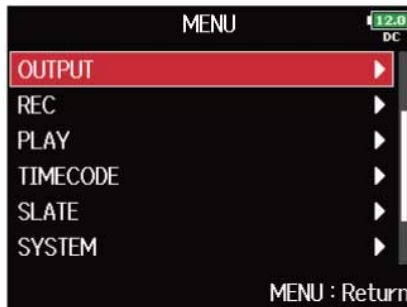 MENU
12.0
DC
OUTPUT
REC
PLAY
TIMECODE
SLATE
SYSTEM
MENU : Return